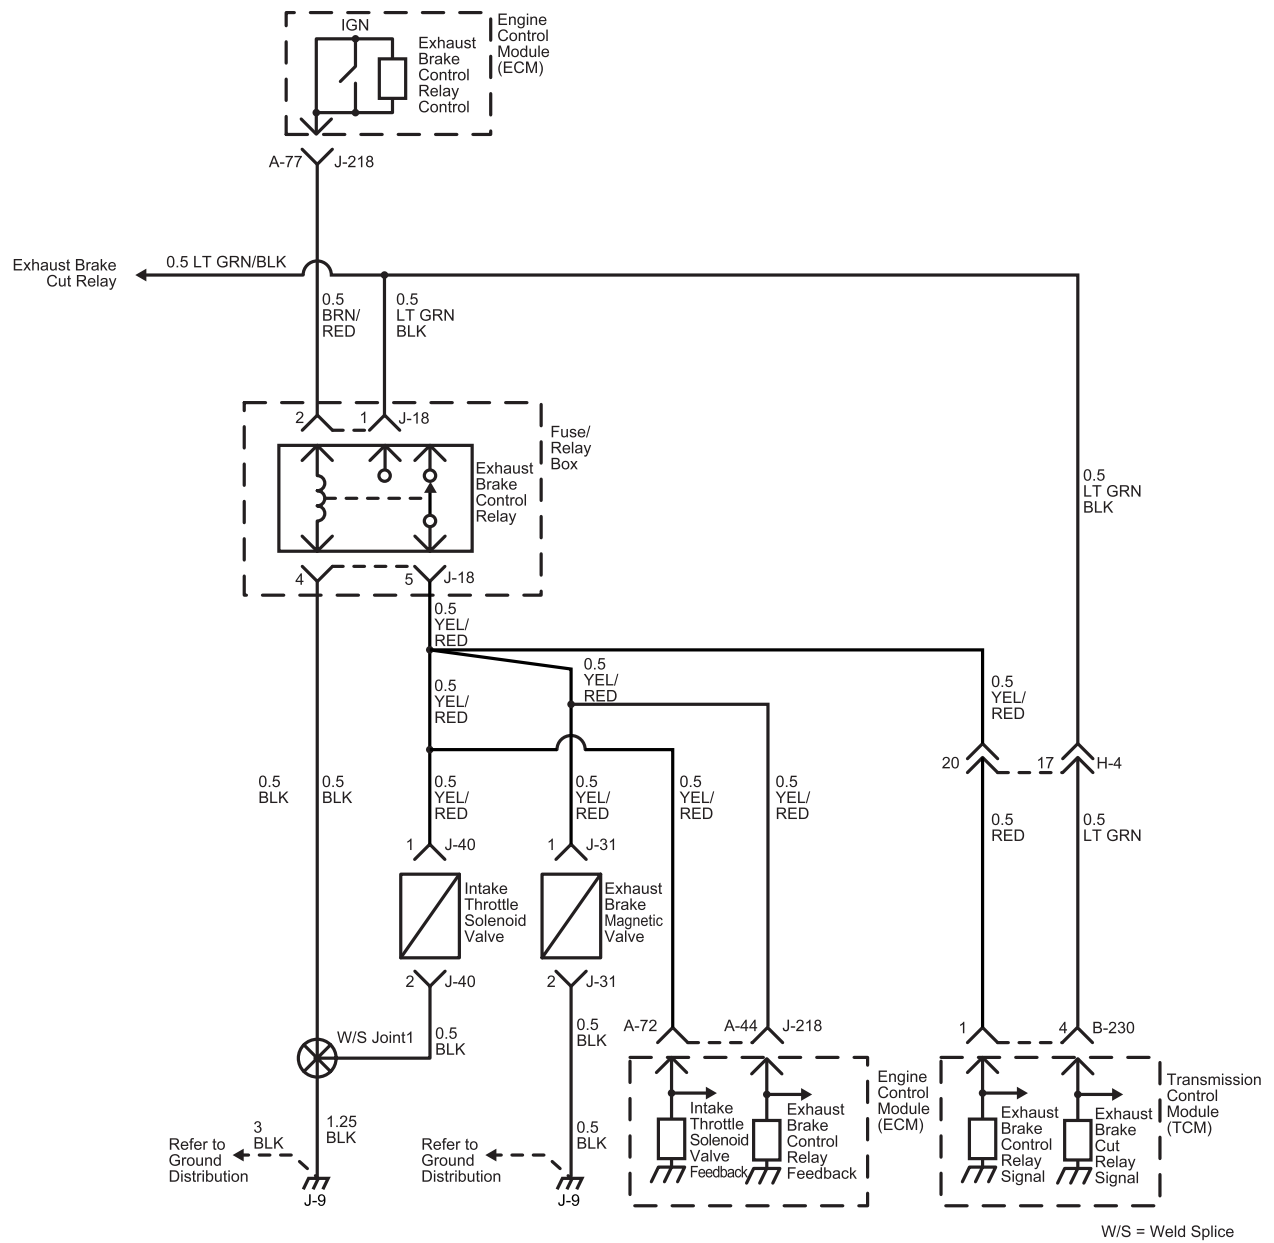 IGN
Exhaust
Brake
Control
Relay
Control
Engine
Control
Module
(ECM)
A-77
J-218
Exhaust Brake
Cut Relay
0.5 LT GRN/BLK
0.5
BRN/
RED
0.5
LT GRN
BLK
2
1
J-18
Fuse/
Relay
Box
Exhaust
Brake
Control
Relay
4
5
J-18
0.5
LT GRN
BLK
0.5
YEL/
RED
0.5
YEL/
RED
0.5
YEL/
RED
0.5
YEL/
RED
20
17
H-4
0.5
BLK
0.5
BLK
0.5
YEL/
RED
0.5
YEL/
RED
0.5
YEL/
RED
0.5
YEL/
RED
0.5
RED
0.5
LT GRN
1
J-40
1
J-31
Intake
Throttle
Solenoid
Valve
Exhaust
Brake
Magnetic
Valve
2
J-40
2
J-31
W/S Joint1
0.5
BLK
0.5
BLK
A-72
A-44
J-218
1
4
B-230
Engine
Control
Module
(ECM)
Transmission
Control
Module
(TCM)
Intake
Throttle
Solenoid
Valve
Feedback
Exhaust
Brake
Control
Relay
Feedback
Exhaust
Brake
Control
Relay
Signal
Exhaust
Brake
Cut
Relay
Signal
3
BLK
1.25
BLK
0.5
BLK
Refer to
Ground
Distribution
Refer to
Ground
Distribution
J-9
J-9
W/S = Weld Splice